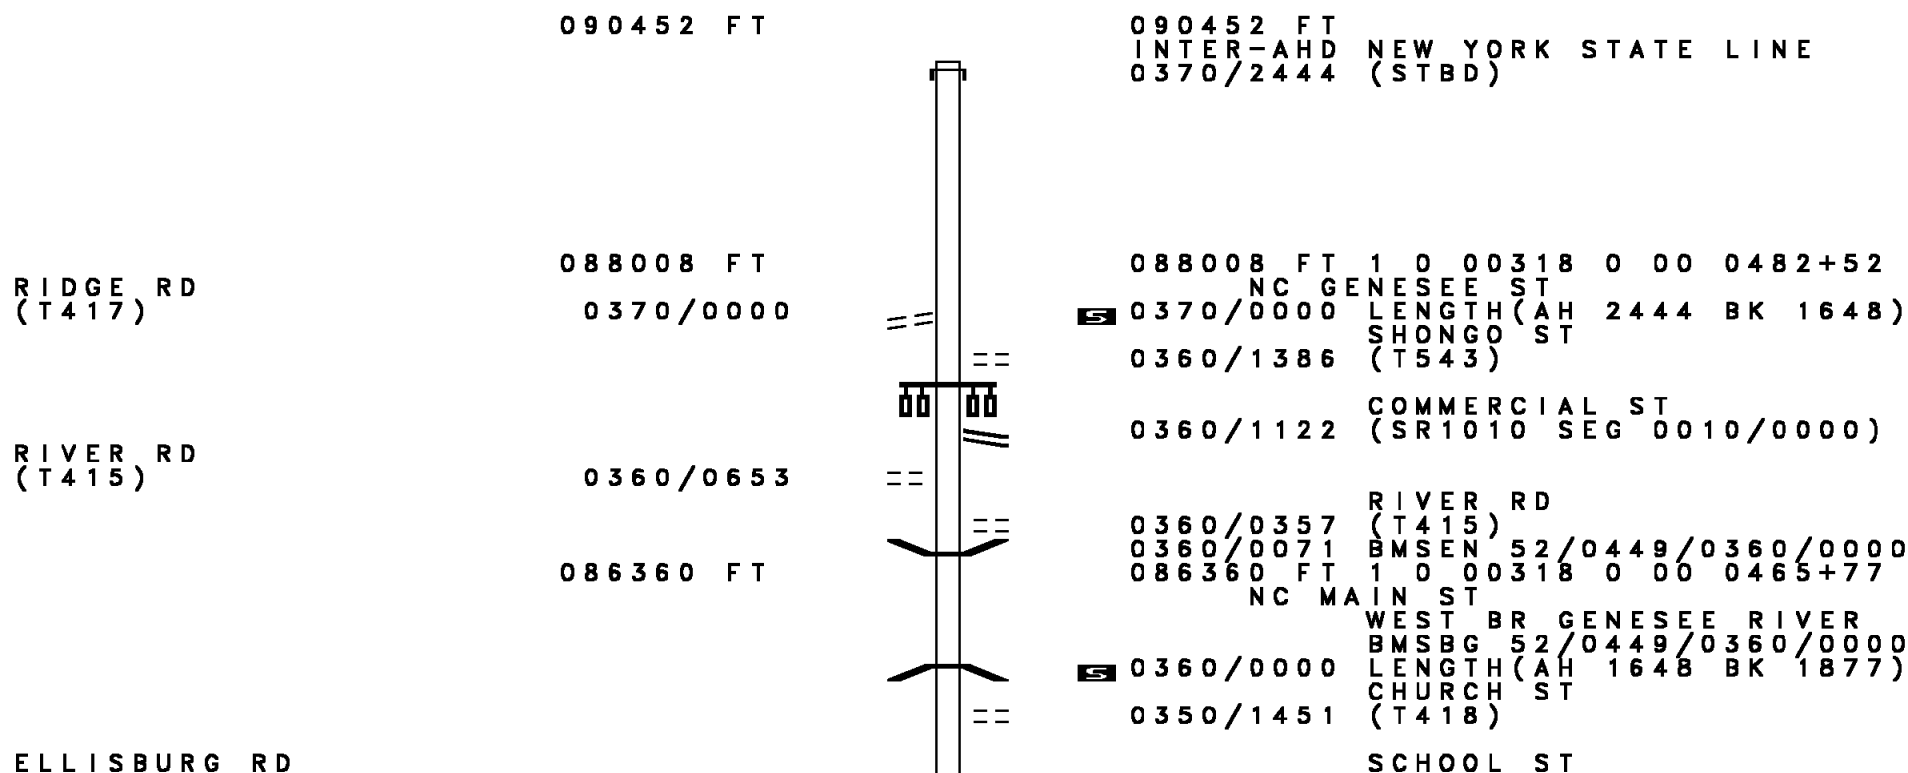 090452 FT 090452 FT
INTER-AHD NEW YORK STATE LINE
0370/2444 (STBD)
088008 FT 088008 FT 1 0 00318 0 00 0482+52
RIDGE RD NC GENESEE ST
(T417) 0370/0000 S 0370/0000 LENGTH(AH 2444 BK 1648)
SHONGO ST
0360/1386 (T543)
COMMERCIAL ST
0360/1122 (SR1010 SEG 0010/0000)
RIVER RD
(T415) 0360/0653
RIVER RD
0360/0357 (T415)
0360/0071 BMSEN 52/0449/0360/0000
086360 FT 086360 FT 1 0 00318 0 00 0465+77
NC MAIN ST
WEST BR GENESEE RIVER
BMSBG 52/0449/0360/0000
S 0360/0000 LENGTH(AH 1648 BK 1877)
CHURCH ST
0350/1451 (T418)
ELLISBURG RD SCHOOL ST